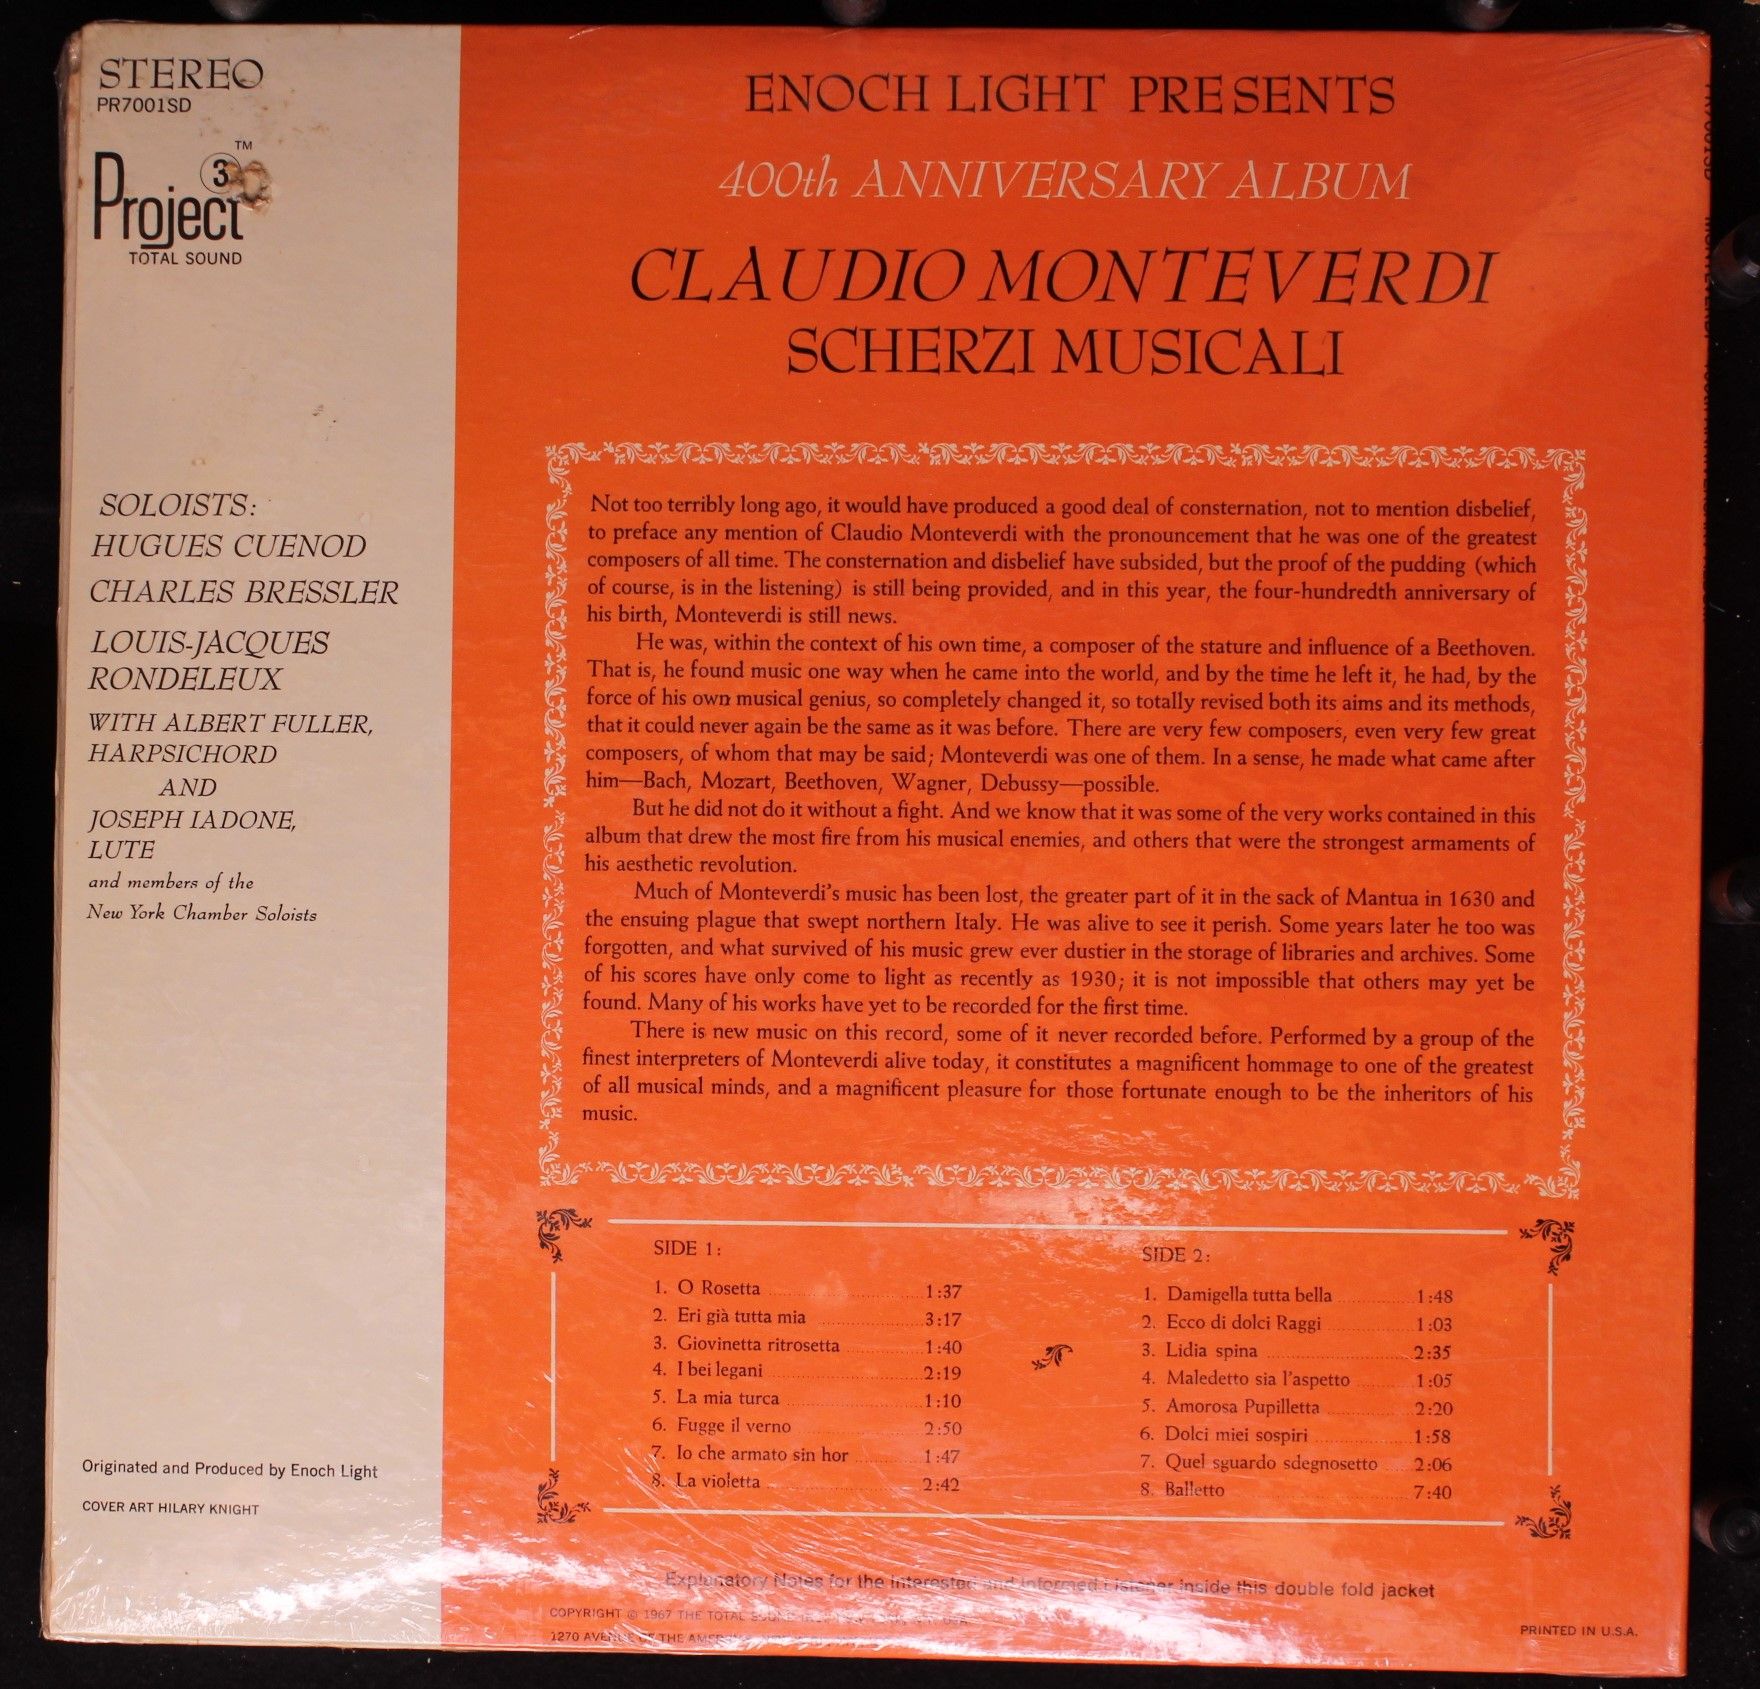 STEREO
PR7001SD
Project 3 TM
TOTAL SOUND
SOLOISTS:
HUGUES CUENOD
CHARLES BRESSLER
LOUIS-JACQUES
RONDELEUX
WITH ALBERT FULLER,
HARPSICHORD
AND
JOSEPH IADONE,
LUTE
and members of the
New York Chamber Soloists
Originated and Produced by Enoch Light
COVER ART HILARY KNIGHT
ENOCH LIGHT PRESENTS
400th ANNIVERSARY ALBUM
CLAUDIO MONTEVERDI
SCHERZI MUSICALI
Not too terribly long ago, it would have produced a good deal of consternation, not to mention disbelief,
to preface any mention of Claudio Monteverdi with the pronouncement that he was one of the greatest
composers of all time. The consternation and disbelief have subsided, but the proof of the pudding (which
of course, is in the listening) is still being provided, and in this year, the four-hundredth anniversary of
his birth, Monteverdi is still news.
He was, within the context of his own time, a composer of the stature and influence of a Beethoven.
That is, he found music one way when he came into the world, and by the time he left it, he had, by the
force of his own musical genius, so completely changed it, so totally revised both its aims and its methods,
that it could never again be the same as it was before. There are very few composers, even very few great
composers, of whom that may be said; Monteverdi was one of them. In a sense, he made what came after
him—Bach, Mozart, Beethoven, Wagner, Debussy—possible.
But he did not do it without a fight. And we know that it was some of the very works contained in this
album that drew the most fire from his musical enemies, and others that were the strongest armaments of
his aesthetic revolution.
Much of Monteverdi's music has been lost, the greater part of it in the sack of Mantua in 1630 and
the ensuing plague that swept northern Italy. He was alive to see it perish. Some years later he too was
forgotten, and what survived of his music grew ever dustier in the storage of libraries and archives. Some
of his scores have only come to light as recently as 1930; it is not impossible that others may yet be
found. Many of his works have yet to be recorded for the first time.
There is new music on this record, some of it never recorded before. Performed by a group of the
finest interpreters of Monteverdi alive today, it constitutes a magnificent hommage to one of the greatest
of all musical minds, and a magnificent pleasure for those fortunate enough to be the inheritors of his
music.
SIDE 1:
1. O Rosetta 1:37
2. Eri già tutta mia 3:17
3. Giovinetta ritrosetta 1:40
4. I bei legani 2:19
5. La mia turca 1:10
6. Fugge il verno 2:50
7. Io che armato sin hor 1:47
8. La violetta 2:42
SIDE 2:
1. Damigella tutta bella 1:48
2. Ecco di dolci Raggi 1:03
3. Lidia spina 2:35
4. Maledetto sia l'aspetto 1:05
5. Amorosa Pupilletta 2:20
6. Dolci miei sospiri 1:58
7. Quel sguardo sdegnosetto 2:06
8. Balletto 7:40
Explanatory Notes for the interested and Informed Listener inside this double fold jacket
COPYRIGHT © 1967 THE TOTAL SOUND
1270 AVENUE OF THE
PRINTED IN U.S.A.